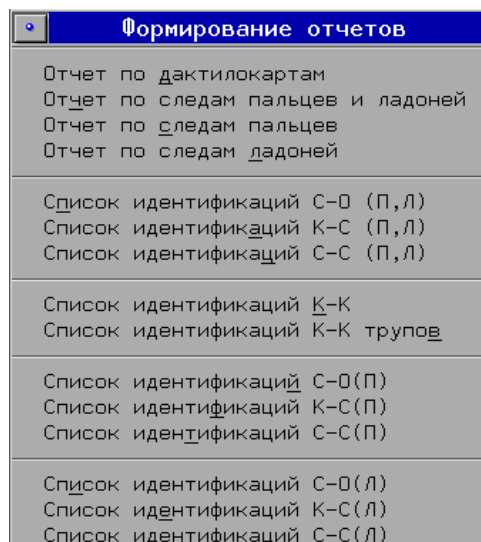 Формирование отчетов
Отчет по дактилокартам
Отчет по следам пальцев и ладоней
Отчет по следам пальцев
Отчет по следам ладоней
Список идентификаций С-О (П,Л)
Список идентификаций К-С (П,Л)
Список идентификаций С-С (П,Л)
Список идентификаций К-К
Список идентификаций К-К трупов
Список идентификаций С-О(П)
Список идентификаций К-С(П)
Список идентификаций С-С(П)
Список идентификаций С-О(Л)
Список идентификаций К-С(Л)
Список идентификаций С-С(Л)